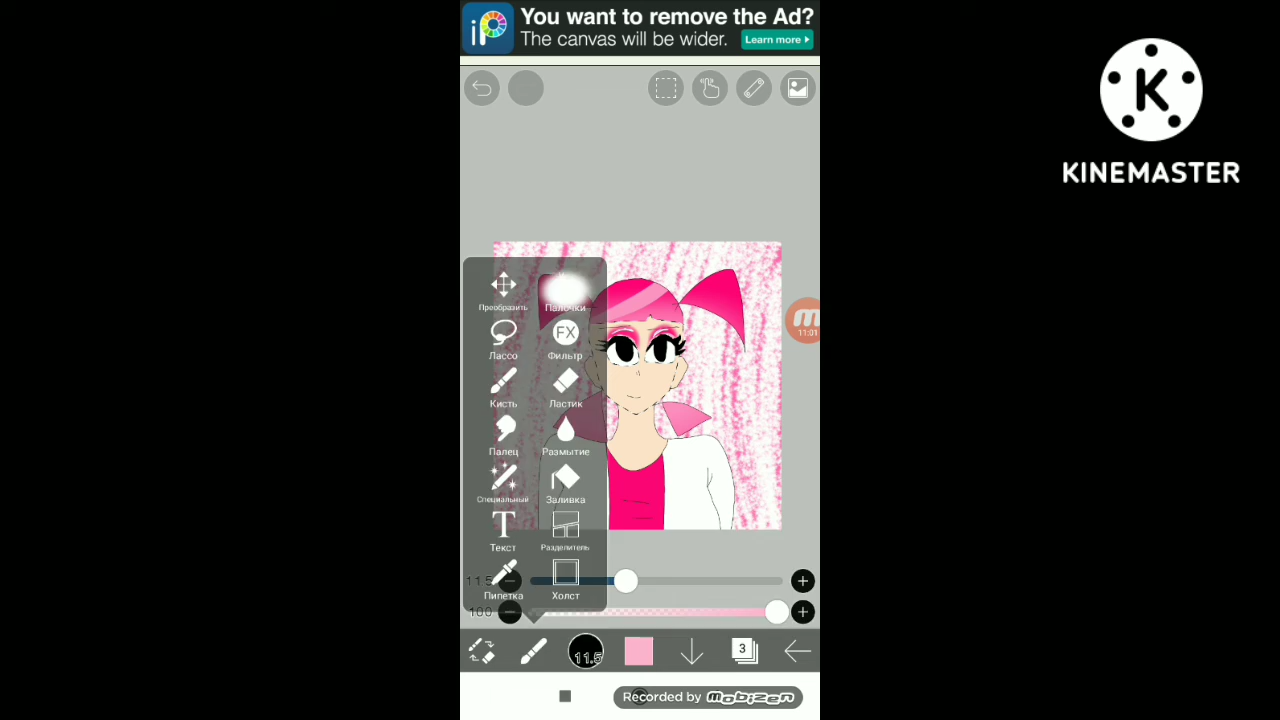 You want to remove the Ad?
The canvas will be wider.
Learn more
K
KINEMASTER
11:01
Преобразить
Палочки
Лассо
FX
Фильтр
Кисть
Ластик
Палец
Размытие
Специальный
Заливка
T
Текст
Разделитель
Пипетка
Холст
11.5
100
11.5
3
Recorded by mobizen